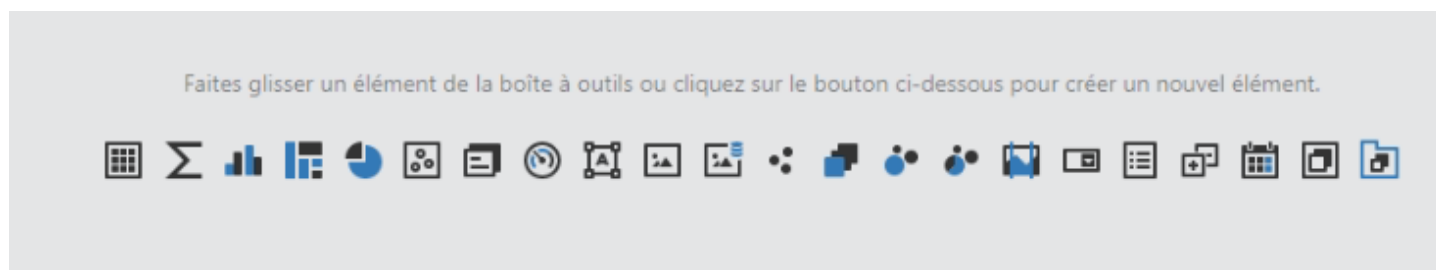 Faites glisser un élément de la boîte à outils ou cliquez sur le bouton ci-dessous pour créer un nouvel élément.